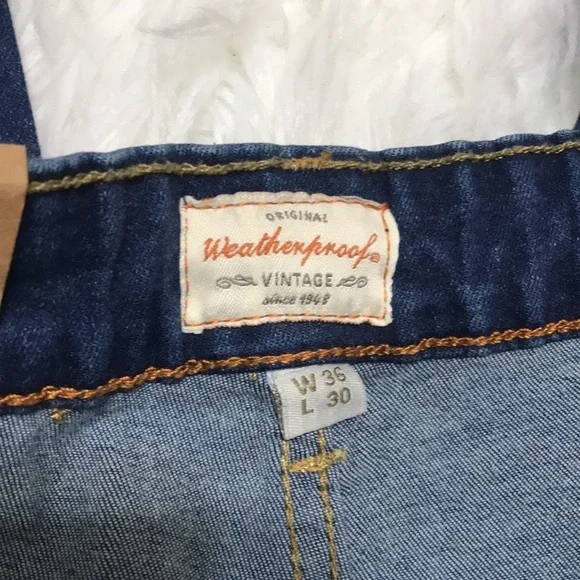 ORIGINAL
Weatherproof®
VINTAGE
since 1948
W 36
L 30